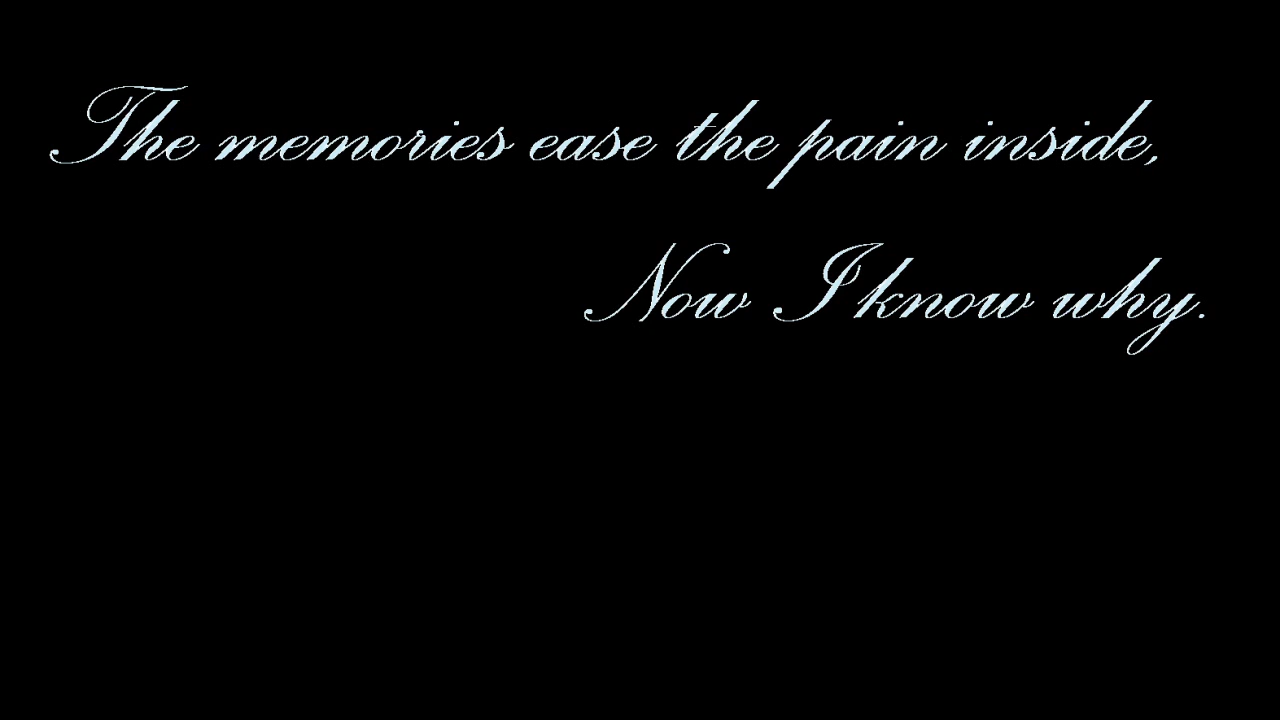 The memories ease the pain inside,
Now I know why.